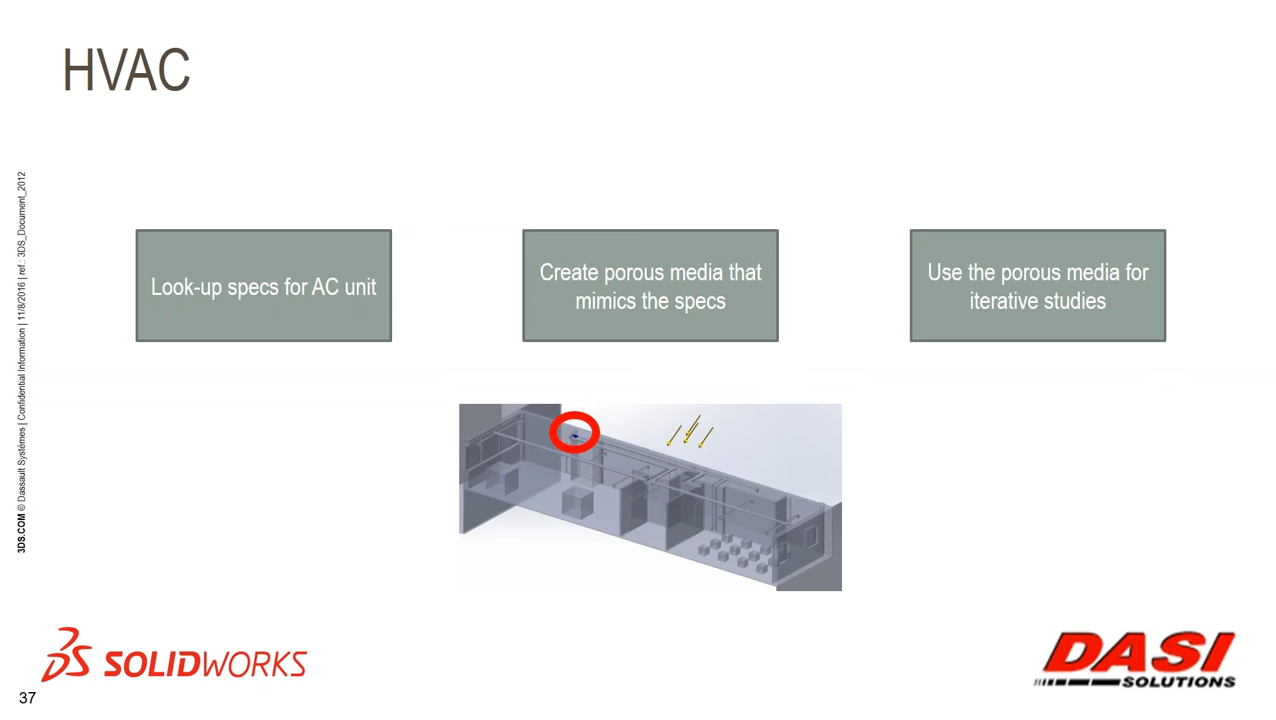 HVAC
3DS.COM © Dassault Systèmes | Confidential Information | 11/8/2016 | ref.: 3DS_Document_2012
Look-up specs for AC unit
Create porous media that
mimics the specs
Use the porous media for
iterative studies
SOLIDWORKS
DASI
SOLUTIONS
37